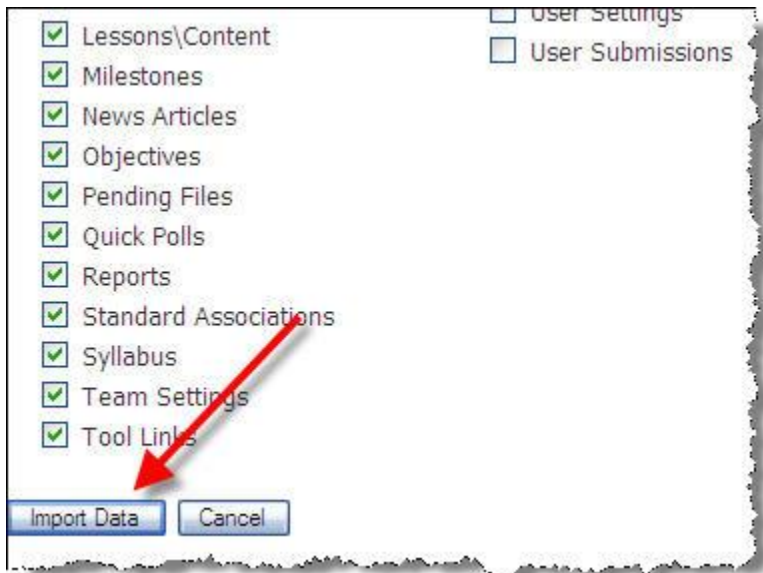 Lessons\Content
Milestones
News Articles
Objectives
Pending Files
Quick Polls
Reports
Standard Associations
Syllabus
Team Settings
Tool Links
User Settings
User Submissions
Import Data
Cancel